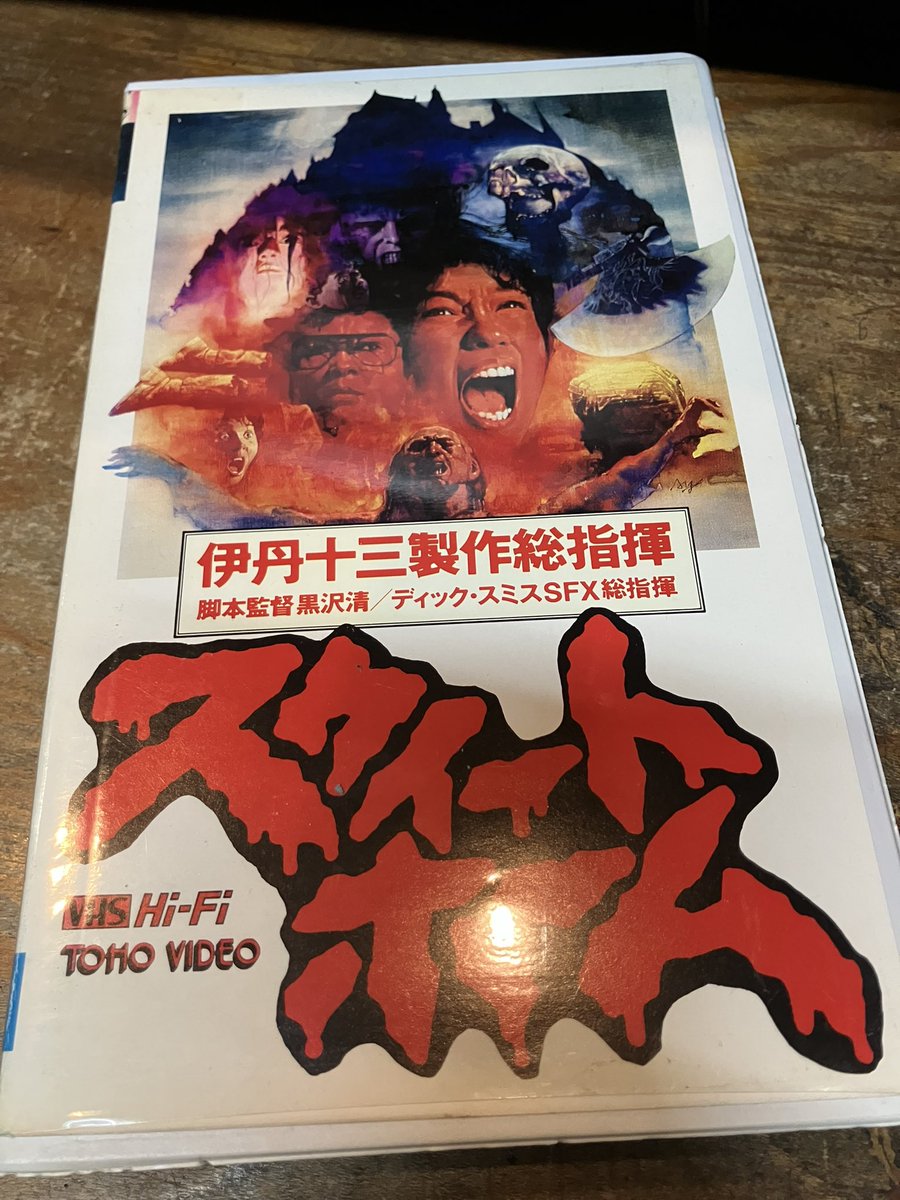 伊丹十三製作総指揮
脚本監督黒沢清／ディック・スミスSFX総指揮
スウィート
ホーム
VHS Hi-Fi
TOHO VIDEO